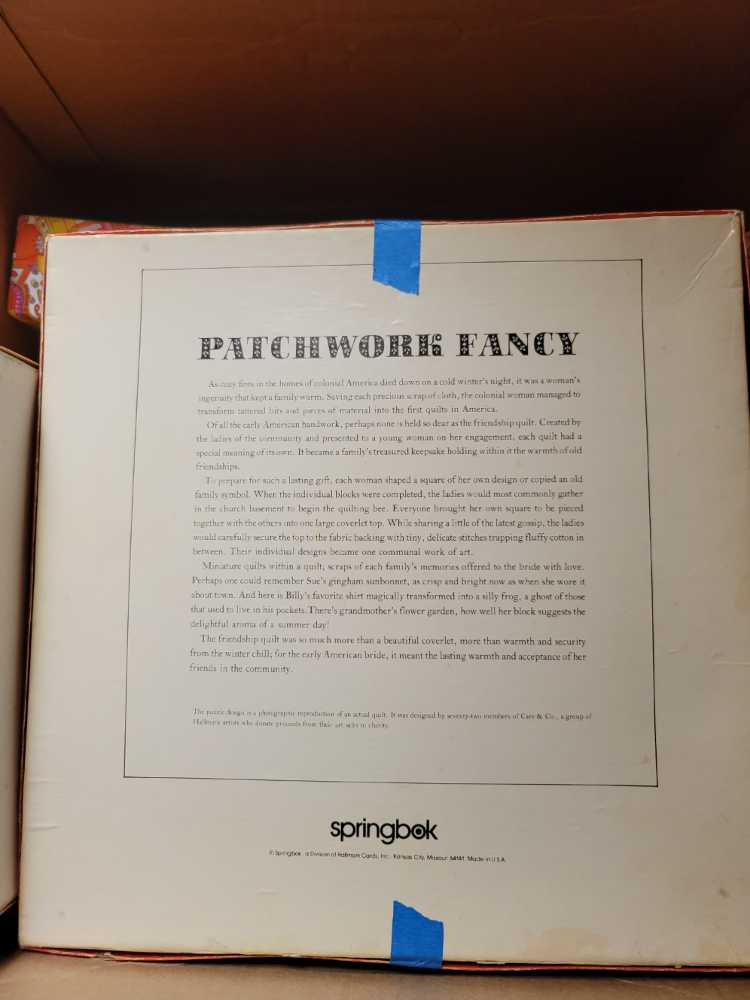 PATCHWORK FANCY
As cozy fires in the homes of colonial America died down on a cold winter's night, it was a woman's
ingenuity that kept a family warm. Saving each precious scrap of cloth, the colonial woman managed to
transform tattered bits and pieces of material into the first quilts in America.
Of all the early American handwork, perhaps none is held so dear as the friendship quilt. Created by
the ladies of the community and presented to a young woman on her engagement, each quilt had a
special meaning of its own. It became a family's treasured keepsake holding within it the warmth of old
friendships.
To prepare for such a lasting gift, each woman shaped a square of her own design or copied an old
family symbol. When the individual blocks were completed, the ladies would most commonly gather
in the church basement to begin the quilting bee. Everyone brought her own square to be pieced
together with the others into one large coverlet top. While sharing a little of the latest gossip, the ladies
would carefully secure the top to the fabric backing with tiny, delicate stitches trapping fluffy cotton in
between. Their individual designs became one communal work of art.
Miniature quilts within a quilt; scraps of each family's memories offered to the bride with love.
Perhaps one could remember Sue's gingham sunbonnet, as crisp and bright now as when she wore it
about town. And here is Billy's favorite shirt magically transformed into a silly frog, a ghost of those
that used to live in his pockets. There's grandmother's flower garden, how well her block suggests the
delightful aroma of a summer day!
The friendship quilt was so much more than a beautiful coverlet, more than warmth and security
from the winter chill; for the early American bride, it meant the lasting warmth and acceptance of her
friends in the community.
The puzzle design is a photographic reproduction of an actual quilt. It was designed by seventy-two members of Care & Co., a group of
Hallmark artists who donate proceeds from their art sales to charity.
springbok
© Springbok, a Division of Hallmark Cards, Inc., Kansas City, Missouri 64141 Made in U.S.A.